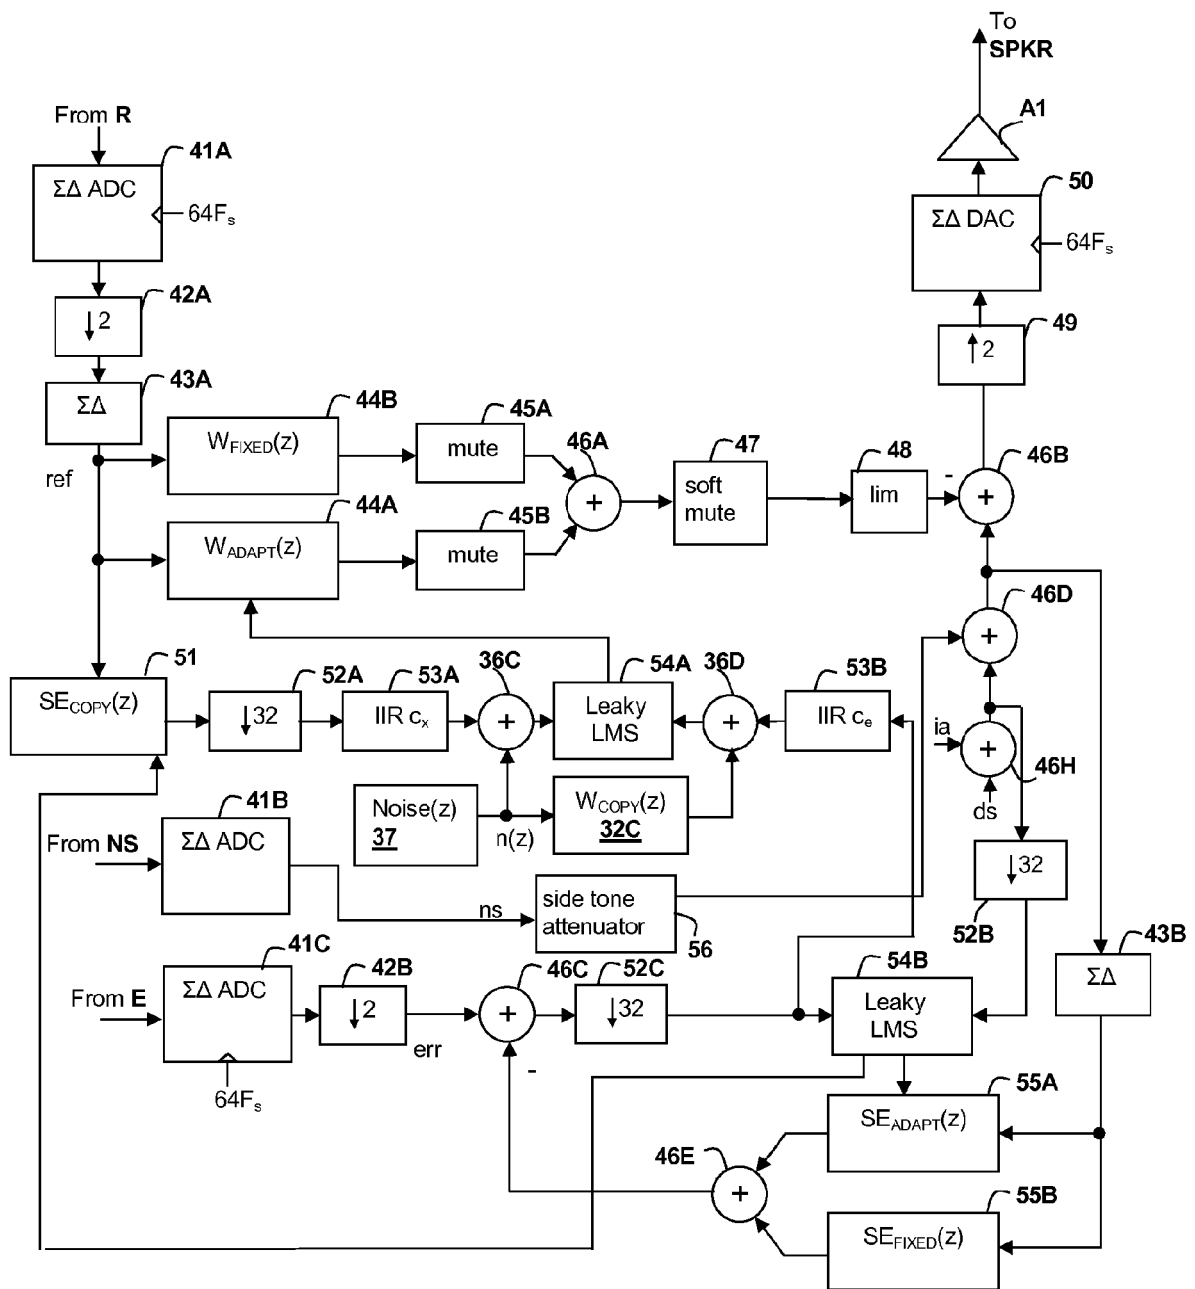 To
SPKR
A1
From R
41A
ΣΔ ADC
64Fs
50
ΣΔ DAC
64Fs
42A
↓2
49
↑2
43A
ΣΔ
ref
44B
WFIXED(z)
45A
mute
46A
+
47
soft
mute
48
lim
-
46B
+
44A
WADAPT(z)
45B
mute
46D
+
51
SECOPY(z)
52A
↓32
53A
IIR cx
36C
+
54A
Leaky
LMS
36D
+
53B
IIR ce
ia
+
46H
ds
41B
From NS
ΣΔ ADC
Noise(z)
37
n(z)
WCOPY(z)
32C
↓32
52B
ns
side tone
attenuator
56
43B
ΣΔ
41C
From E
ΣΔ ADC
64Fs
42B
↓2
err
46C
+
-
52C
↓32
54B
Leaky
LMS
55A
SEADAPT(z)
46E
+
55B
SEFIXED(z)